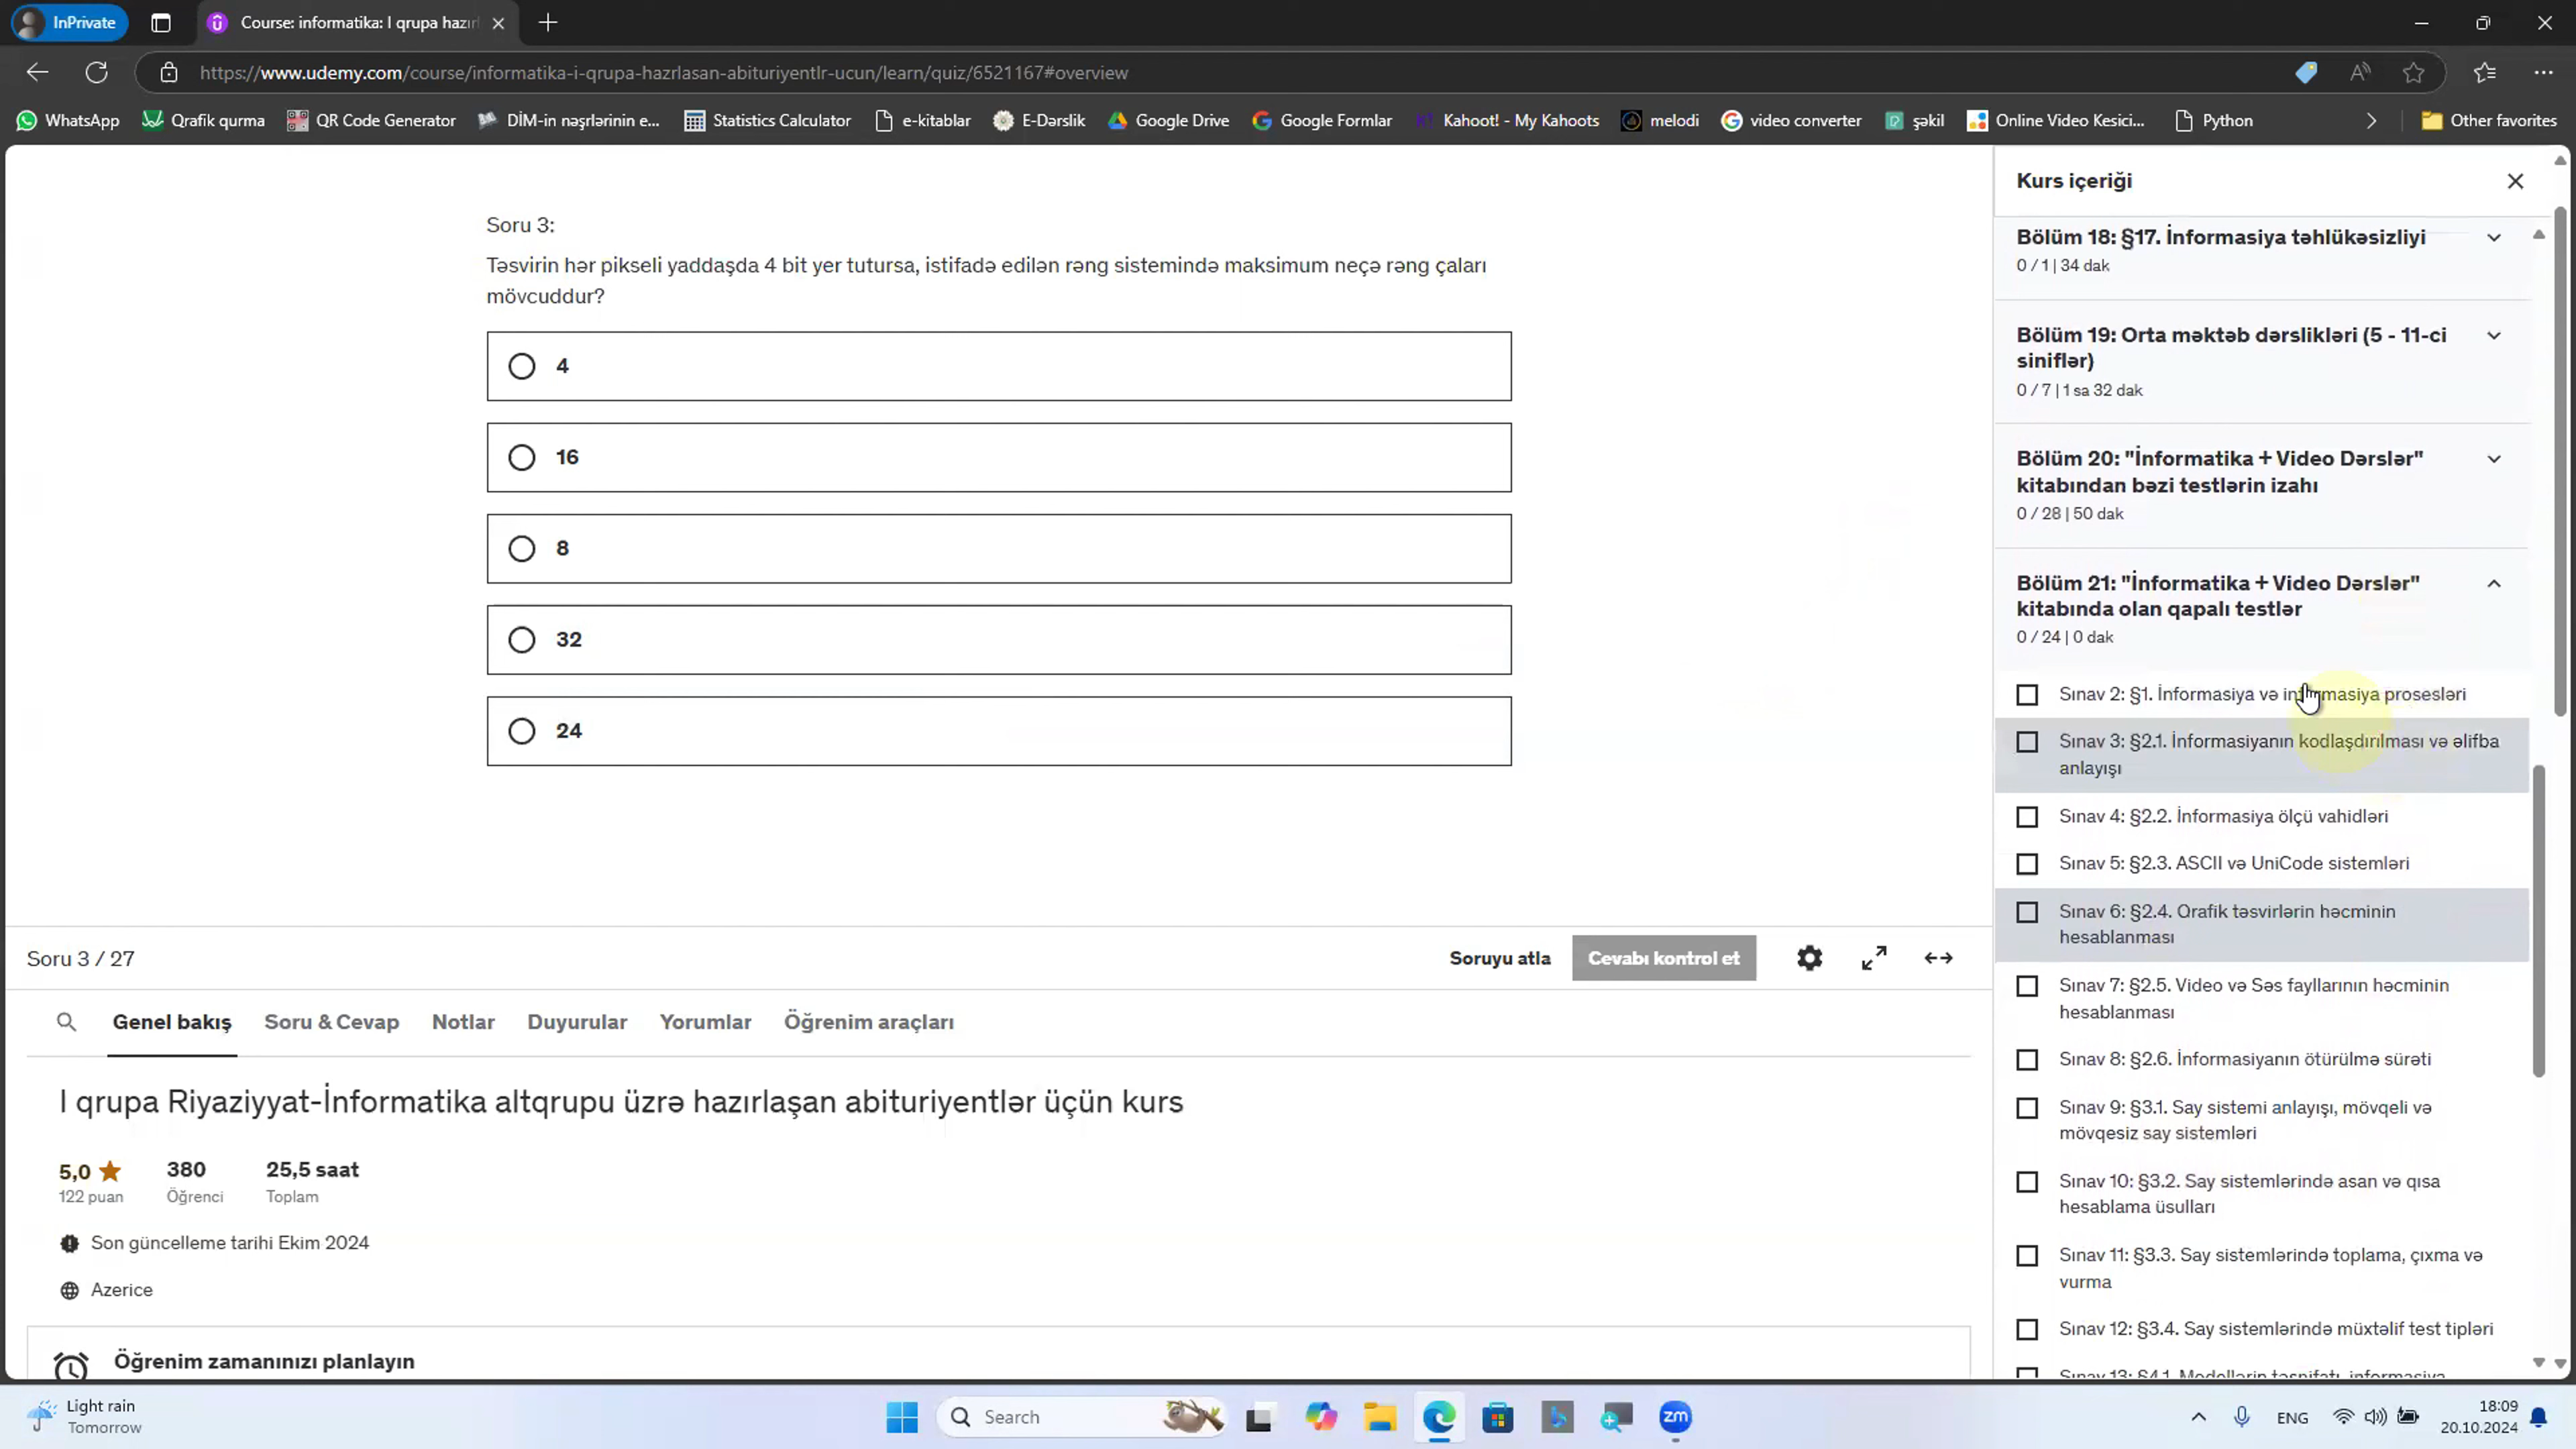 InPrivate
Course: informatika: I qrupa hazır
https://www.udemy.com/course/informatika-i-qrupa-hazrlasan-abituriyentlr-ucun/learn/quiz/6521167#overview
WhatsApp
Qrafik qurma
QR Code Generator
DİM-in nəşrlərinin e...
Statistics Calculator
e-kitablar
E-Dərslik
Google Drive
Google Formlar
Kahoot! - My Kahoots
melodi
video converter
şəkil
Online Video Kesici...
Python
Other favorites
Soru 3:
Təsvirin hər pikseli yaddaşda 4 bit yer tutursa, istifadə edilən rəng sistemində maksimum neçə rəng çaları
mövcuddur?
4
16
8
32
24
Soru 3 / 27
Soruyu atla
Cevabı kontrol et
Genel bakış
Soru & Cevap
Notlar
Duyurular
Yorumlar
Öğrenim araçları
I qrupa Riyaziyyat-İnformatika altqrupu üzrə hazırlaşan abituriyentlər üçün kurs
5,0
380
25,5 saat
122 puan
Öğrenci
Toplam
Son güncelleme tarihi Ekim 2024
Azerice
Öğrenim zamanınızı planlayın
Kurs içeriği
Bölüm 18: §17. İnformasiya təhlükəsizliyi
0 / 1 | 34 dak
Bölüm 19: Orta məktəb dərslikləri (5 - 11-ci
siniflər)
0 / 7 | 1 sa 32 dak
Bölüm 20: "İnformatika + Video Dərslər"
kitabından bəzi testlərin izahı
0 / 28 | 50 dak
Bölüm 21: "İnformatika + Video Dərslər"
kitabında olan qapalı testlər
0 / 24 | 0 dak
Sınav 2: §1. İnformasiya və informasiya prosesləri
Sınav 3: §2.1. İnformasiyanın kodlaşdırılması və əlifba
anlayışı
Sınav 4: §2.2. İnformasiya ölçü vahidləri
Sınav 5: §2.3. ASCII və UniCode sistemləri
Sınav 6: §2.4. Qrafik təsvirlərin həcminin
hesablanması
Sınav 7: §2.5. Video və Səs fayllarının həcminin
hesablanması
Sınav 8: §2.6. İnformasiyanın ötürülmə sürəti
Sınav 9: §3.1. Say sistemi anlayışı, mövqeli və
mövqesiz say sistemləri
Sınav 10: §3.2. Say sistemlərində asan və qısa
hesablama üsulları
Sınav 11: §3.3. Say sistemlərində toplama, çıxma və
vurma
Sınav 12: §3.4. Say sistemlərində müxtəlif test tipləri
Sınav 13: §4.1. Modellərin təsnifatı, informasiya
Light rain
Tomorrow
Search
zm
ENG
18:09
20.10.2024